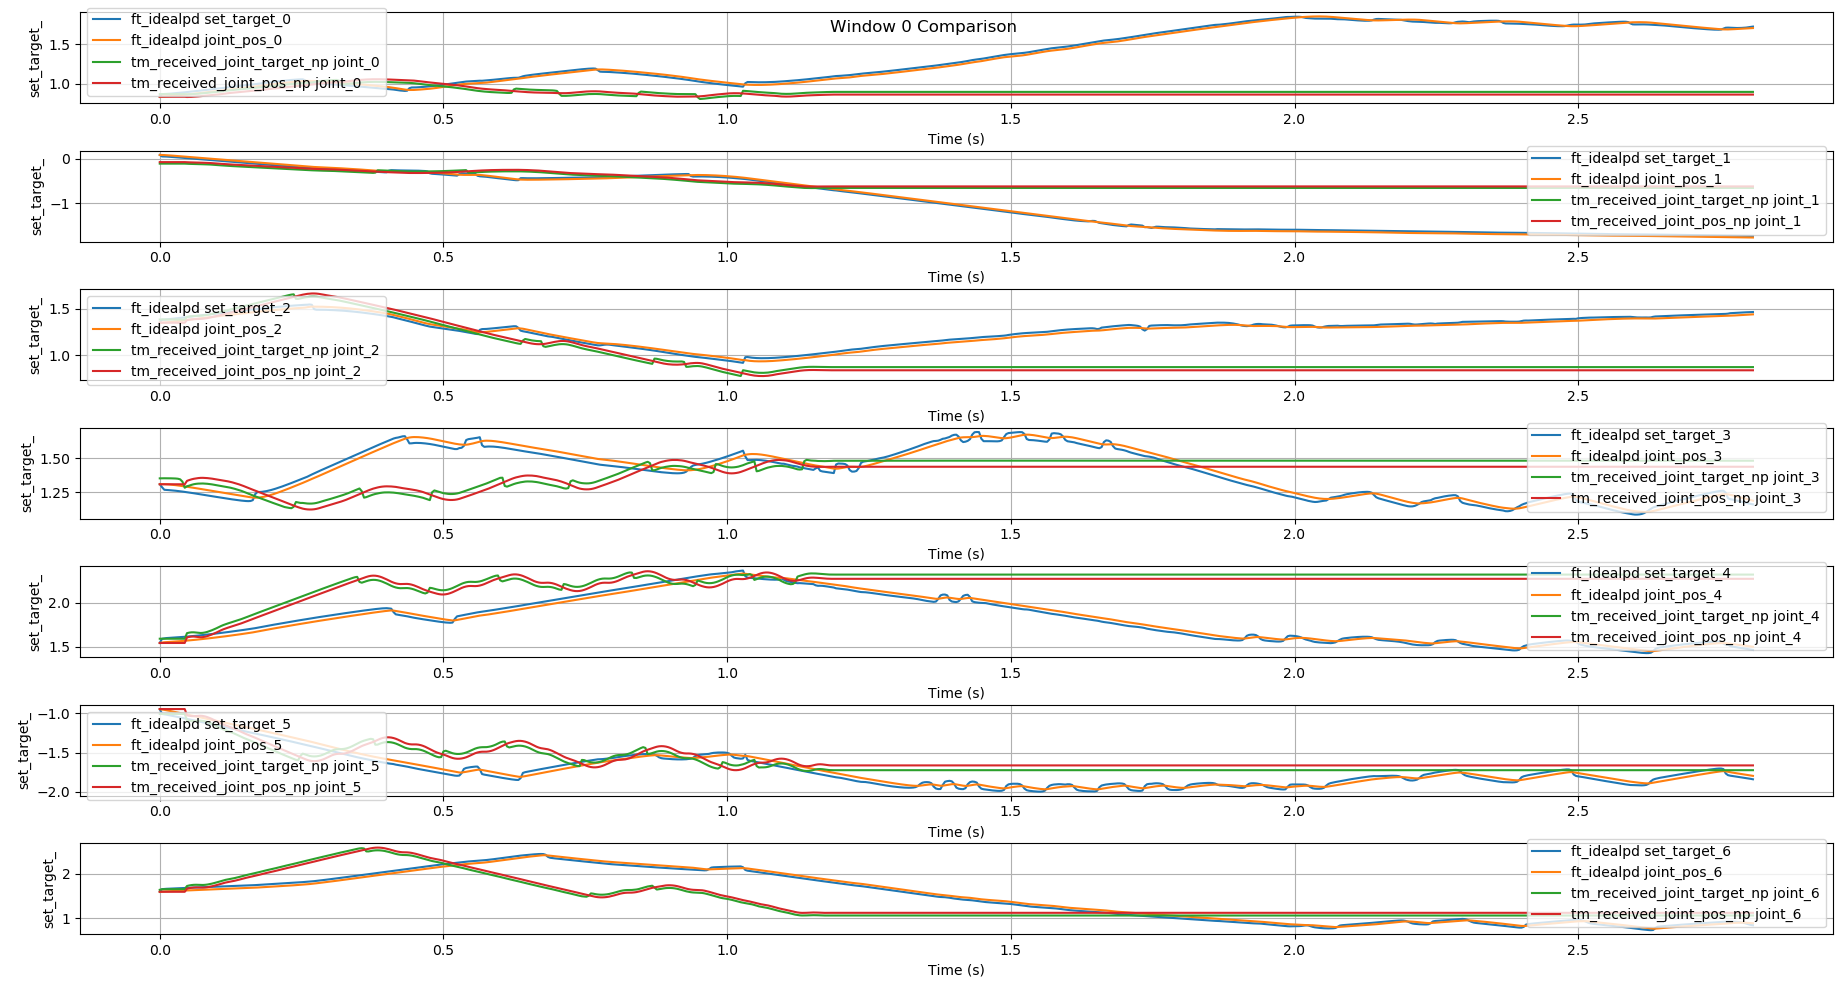 Window 0 Comparison
set_target_
1.5
1.0
ft_idealpd set_target_0
ft_idealpd joint_pos_0
tm_received_joint_target_np joint_0
tm_received_joint_pos_np joint_0
0.0 0.5 1.0 1.5 2.0 2.5
Time (s)
set_target_
0
−1
ft_idealpd set_target_1
ft_idealpd joint_pos_1
tm_received_joint_target_np joint_1
tm_received_joint_pos_np joint_1
0.0 0.5 1.0 1.5 2.0 2.5
Time (s)
set_target_
1.5
1.0
ft_idealpd set_target_2
ft_idealpd joint_pos_2
tm_received_joint_target_np joint_2
tm_received_joint_pos_np joint_2
0.0 0.5 1.0 1.5 2.0 2.5
Time (s)
set_target_
1.50
1.25
ft_idealpd set_target_3
ft_idealpd joint_pos_3
tm_received_joint_target_np joint_3
tm_received_joint_pos_np joint_3
0.0 0.5 1.0 1.5 2.0 2.5
Time (s)
set_target_
2.0
1.5
ft_idealpd set_target_4
ft_idealpd joint_pos_4
tm_received_joint_target_np joint_4
tm_received_joint_pos_np joint_4
0.0 0.5 1.0 1.5 2.0 2.5
Time (s)
set_target_
−1.0
−1.5
−2.0
ft_idealpd set_target_5
ft_idealpd joint_pos_5
tm_received_joint_target_np joint_5
tm_received_joint_pos_np joint_5
0.0 0.5 1.0 1.5 2.0 2.5
Time (s)
set_target_
2
1
ft_idealpd set_target_6
ft_idealpd joint_pos_6
tm_received_joint_target_np joint_6
tm_received_joint_pos_np joint_6
0.0 0.5 1.0 1.5 2.0 2.5
Time (s)